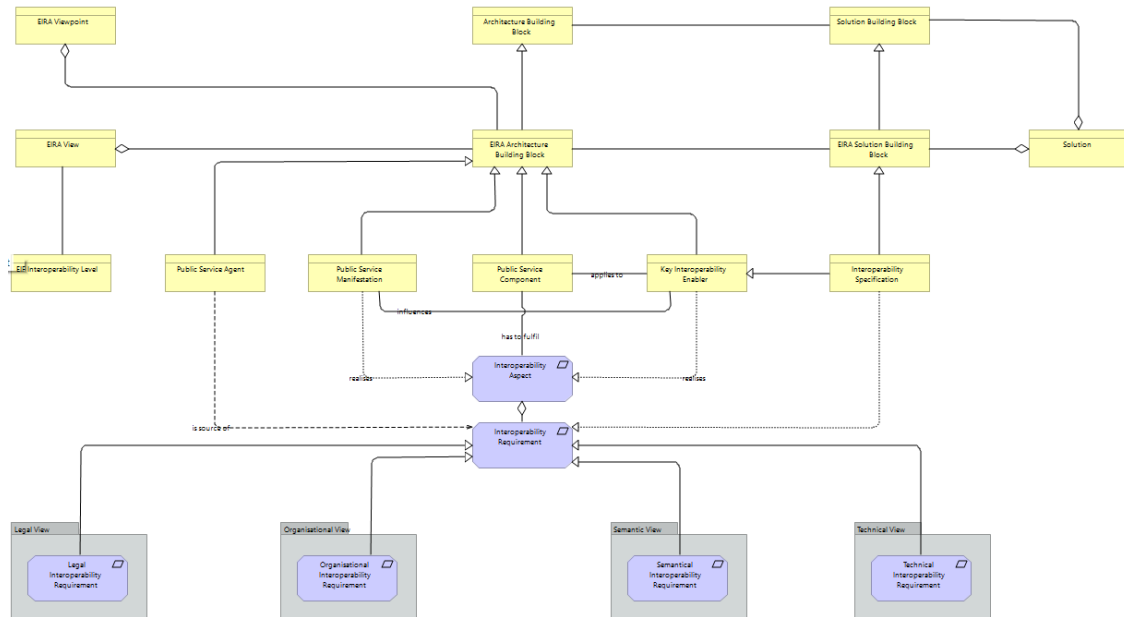 EIRA Viewpoint
Architecture Building
Block
Solution Building Block
EIRA View
EIRA Architecture
Building Block
EIRA Solution Building
Block
Solution
EIF Interoperability Level
Public Service Agent
Public Service
Manifestation
Public Service
Component
applies to
Key Interoperability
Enabler
Interoperability
Specification
influences
has to fulfil
Interoperability
Aspect
realises
realises
is source of
Interoperability
Requirement
Legal View
Organisational View
Semantic View
Technical View
Legal
Interoperability
Requirement
Organisational
Interoperability
Requirement
Semantical
Interoperability
Requirement
Technical
Interoperability
Requirement